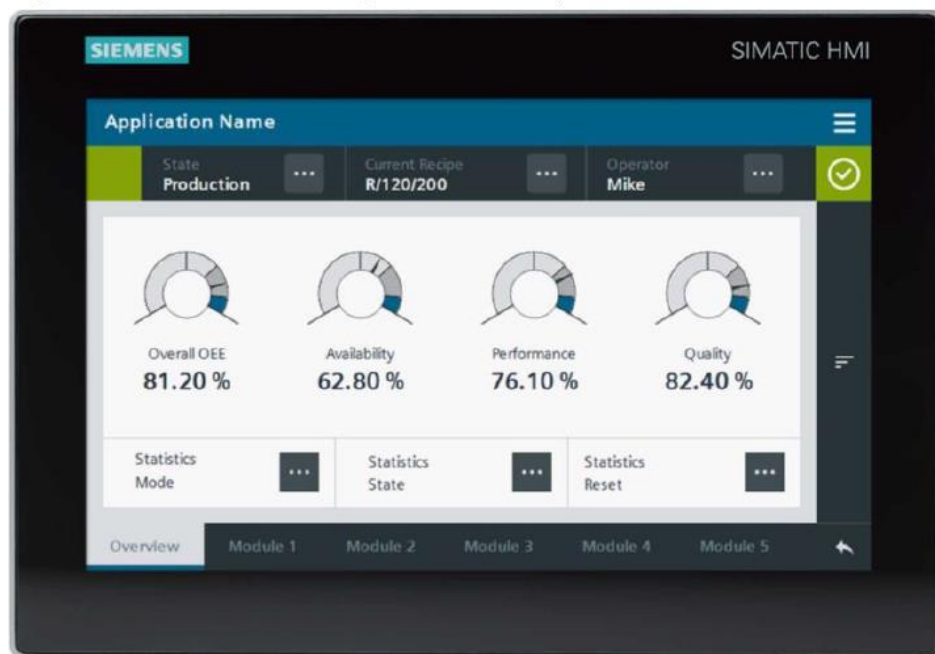 SIEMENS
SIMATIC HMI
Application Name
State
Production
...
Current Recipe
R/120/200
...
Operator
Mike
...
Overall OEE
81.20 %
Availability
62.80 %
Performance
76.10 %
Quality
82.40 %
Statistics
Mode
...
Statistics
State
...
Statistics
Reset
...
Overview
Module 1
Module 2
Module 3
Module 4
Module 5